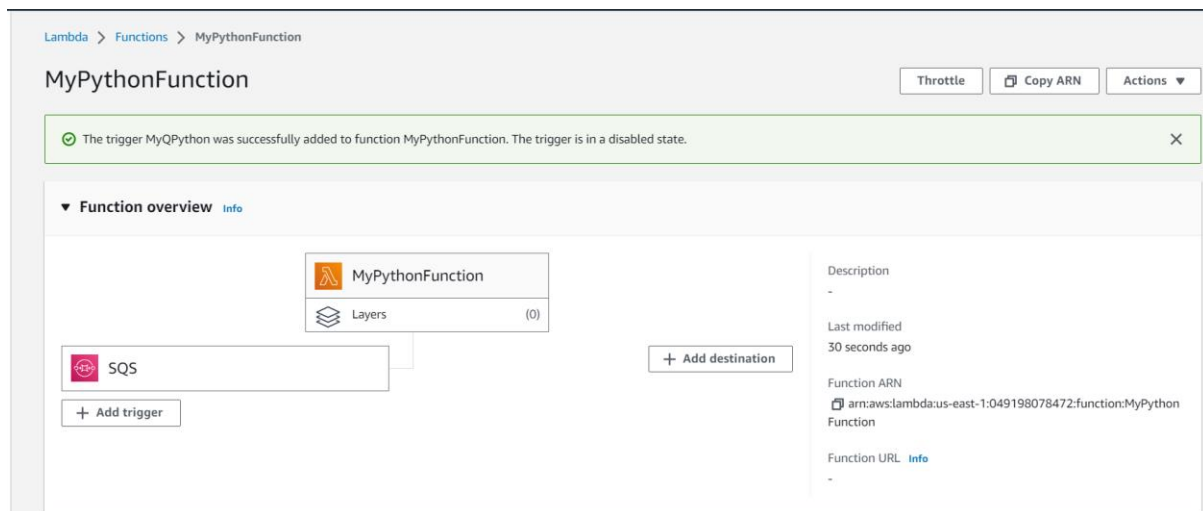 Lambda > Functions > MyPythonFunction
MyPythonFunction
Throttle
Copy ARN
Actions
The trigger MyQPython was successfully added to function MyPythonFunction. The trigger is in a disabled state.
Function overview Info
MyPythonFunction
Layers (0)
SQS
+ Add trigger
+ Add destination
Description
-
Last modified
30 seconds ago
Function ARN
arn:aws:lambda:us-east-1:049198078472:function:MyPython
Function
Function URL Info
-